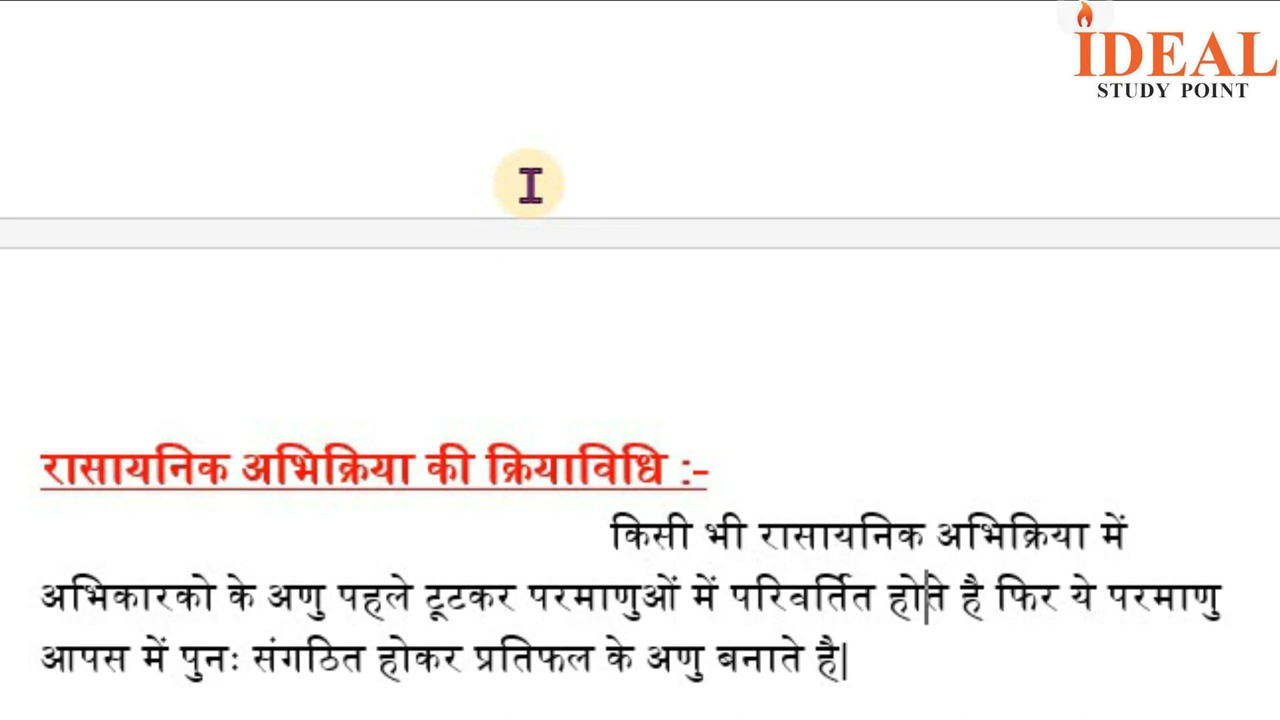 IDEAL
STUDY POINT
रासायनिक अभिक्रिया की क्रियाविधि :-
किसी भी रासायनिक अभिक्रिया में
अभिकारको के अणु पहले टूटकर परमाणुओं में परिवर्तित होते है फिर ये परमाणु
आपस में पुनः संगठित होकर प्रतिफल के अणु बनाते है|